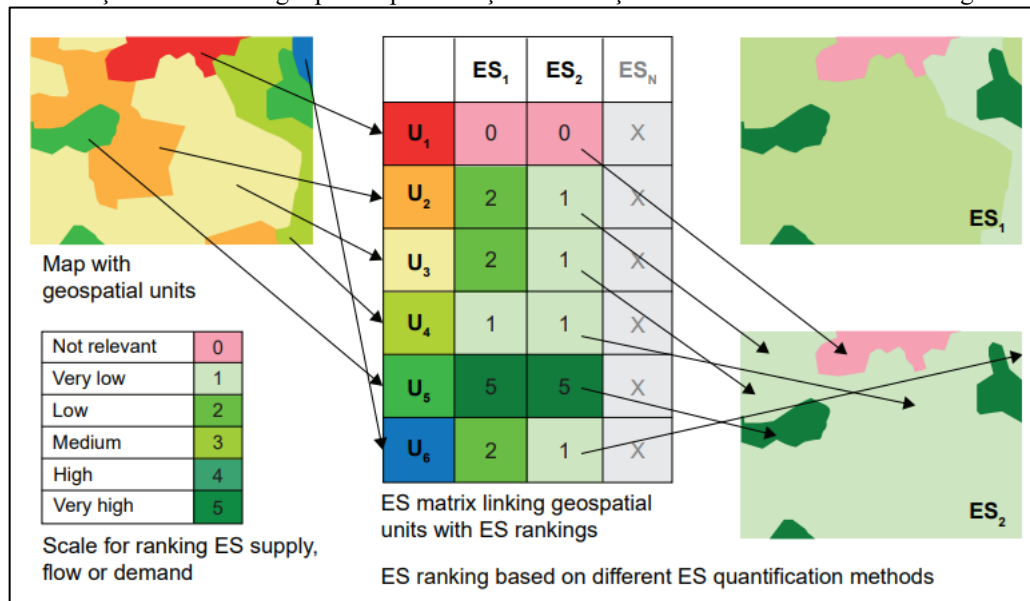 ES1 ES2 ESN
U1 0 0 X
U2 2 1 X
U3 2 1 X
U4 1 1 X
U5 5 5 X
U6 2 1 X
Map with
geospatial units
Not relevant 0
Very low 1
Low 2
Medium 3
High 4
Very high 5
Scale for ranking ES supply,
flow or demand
ES matrix linking geospatial
units with ES rankings
ES ranking based on different ES quantification methods
ES1
ES2